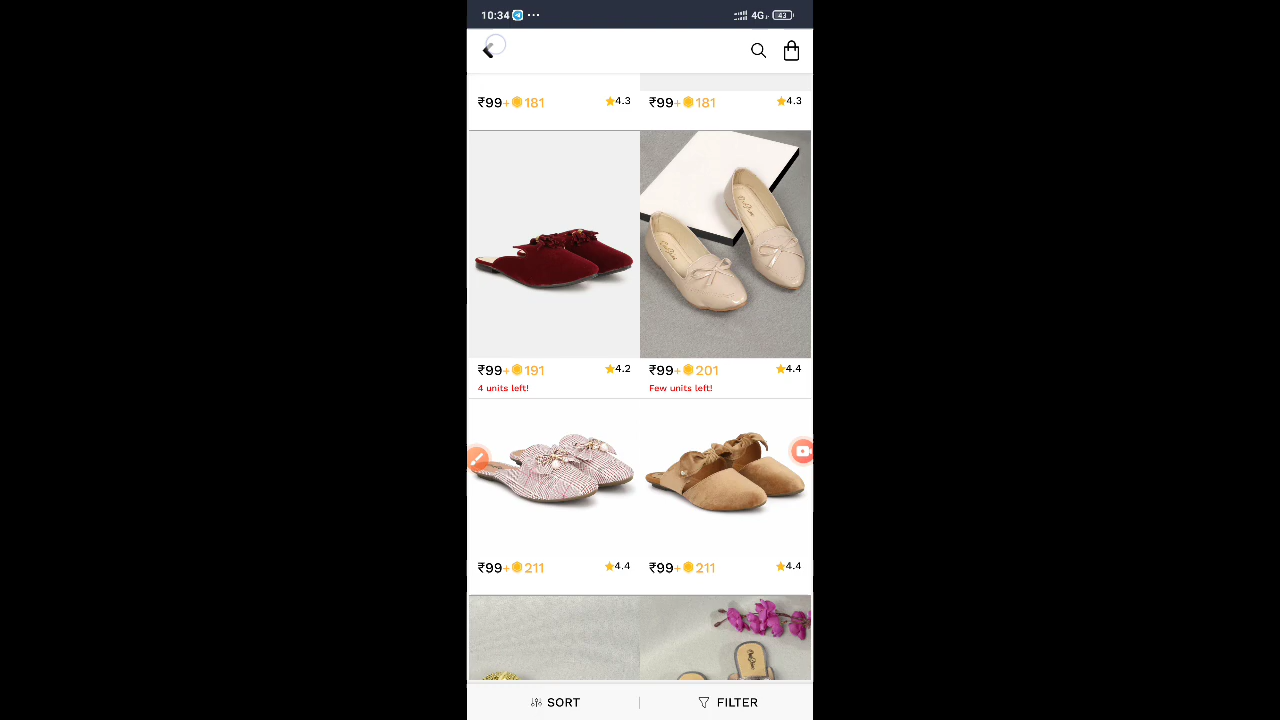 10:34 ... 4G 43
₹99+181 4.3 ₹99+181 4.3
₹99+191 4.2 ₹99+201 4.4
4 units left! Few units left!
₹99+211 4.4 ₹99+211 4.4
SORT FILTER